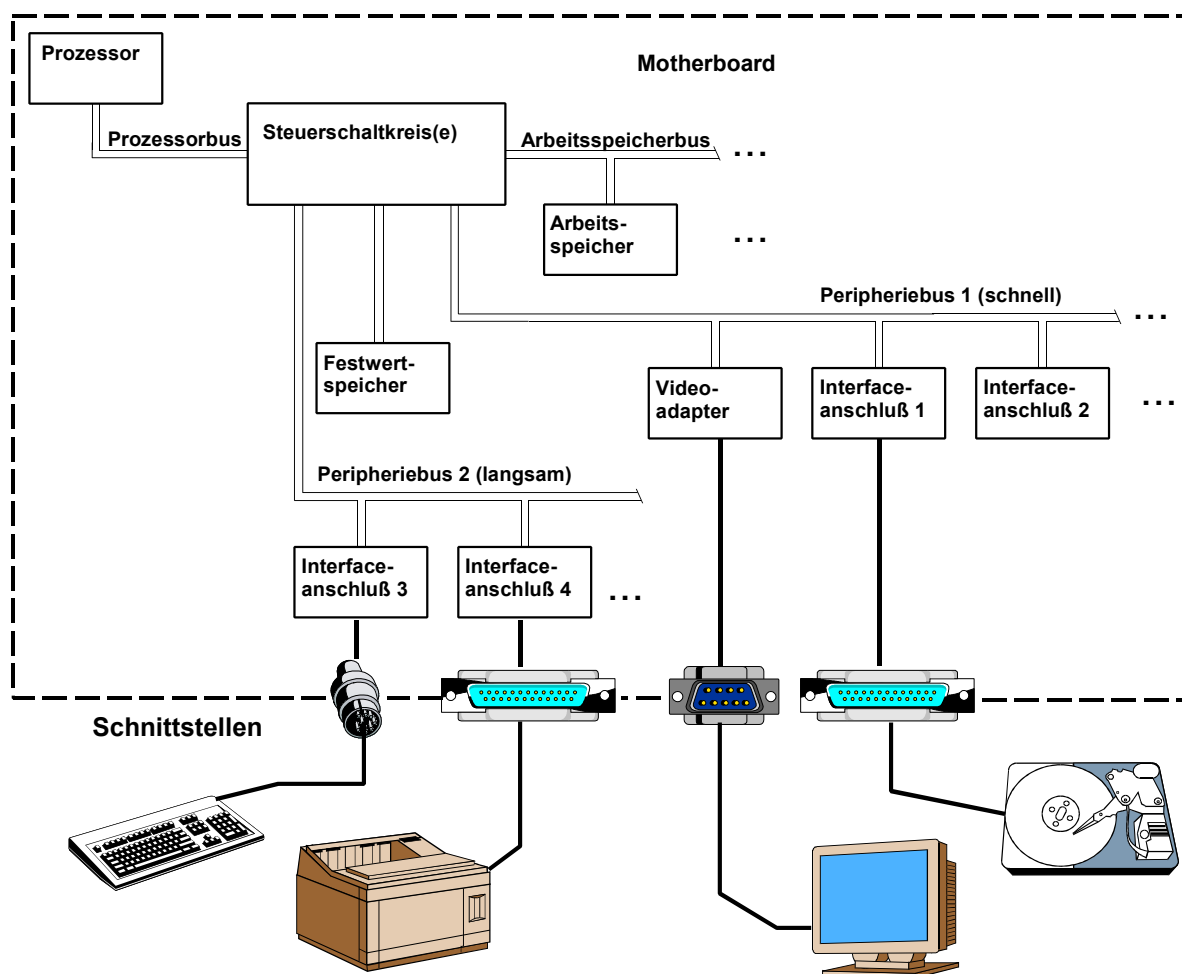 Prozessor
Motherboard
Prozessorbus
Steuerschaltkreis(e)
Arbeitsspeicherbus
...
Arbeits-
speicher
...
Peripheriebus 1 (schnell)
...
Festwert-
speicher
Video-
adapter
Interface-
anschluß 1
Interface-
anschluß 2
...
Peripheriebus 2 (langsam)
Interface-
anschluß 3
Interface-
anschluß 4
...
Schnittstellen